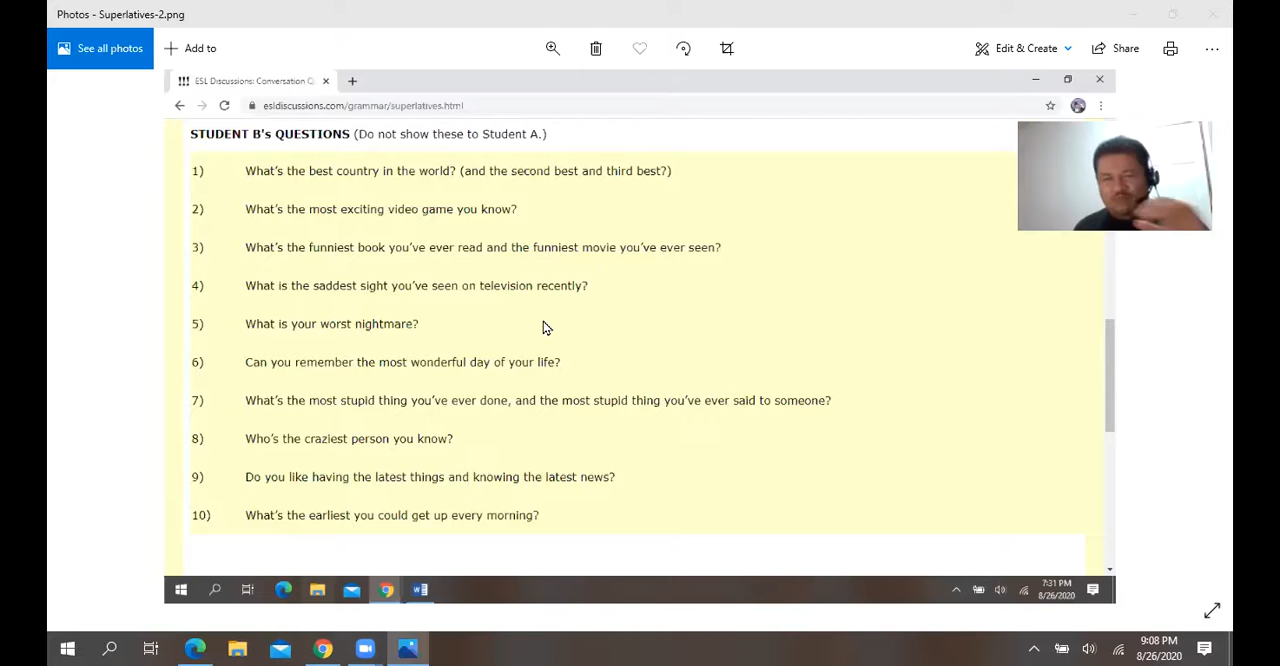 Photos - Superlatives-2.png
See all photos
Add to
Edit & Create
Share
ESL Discussions: Conversation Q
esldiscussions.com/grammar/superlatives.html
STUDENT B's QUESTIONS (Do not show these to Student A.)
1) What's the best country in the world? (and the second best and third best?)
2) What's the most exciting video game you know?
3) What's the funniest book you've ever read and the funniest movie you've ever seen?
4) What is the saddest sight you've seen on television recently?
5) What is your worst nightmare?
6) Can you remember the most wonderful day of your life?
7) What's the most stupid thing you've ever done, and the most stupid thing you've ever said to someone?
8) Who's the craziest person you know?
9) Do you like having the latest things and knowing the latest news?
10) What's the earliest you could get up every morning?
7:31 PM
8/26/2020
9:08 PM
8/26/2020